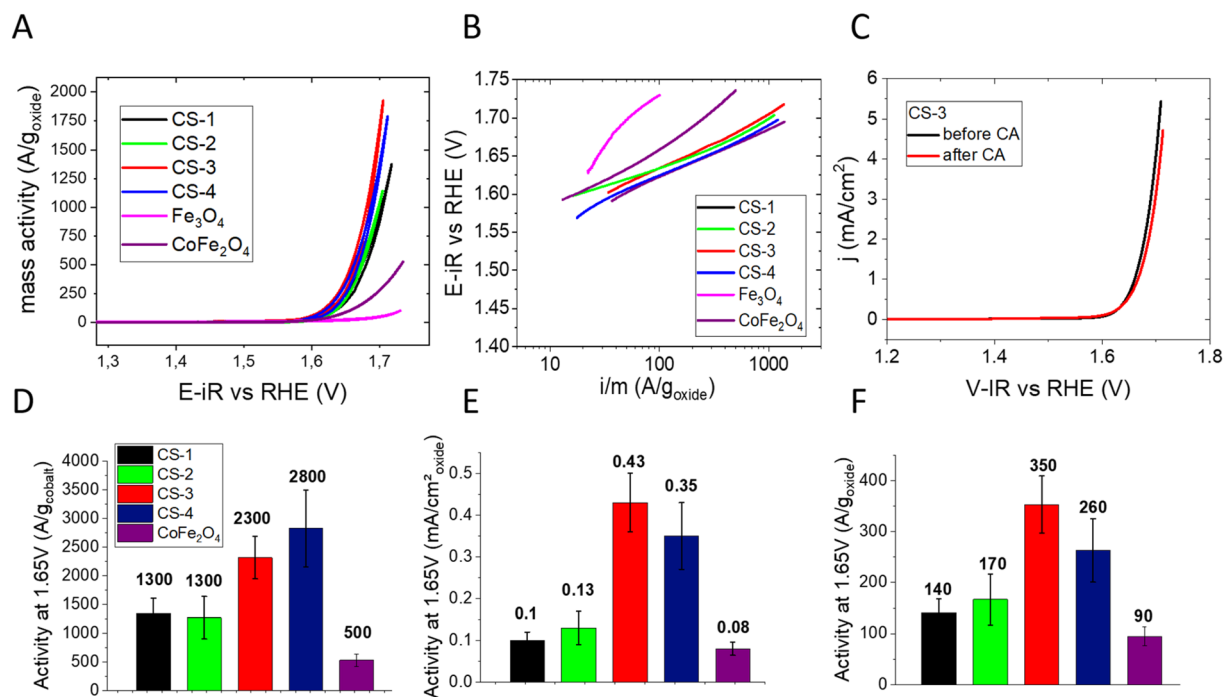 A
mass activity (A/g_oxide)
2000
1750
1500
1250
1000
750
500
250
0
CS-1
CS-2
CS-3
CS-4
Fe₃O₄
CoFe₂O₄
1,3
1,4
1,5
1,6
1,7
E-iR vs RHE (V)
B
E-iR vs RHE (V)
1.75
1.70
1.65
1.60
1.55
1.50
1.45
1.40
CS-1
CS-2
CS-3
CS-4
Fe₃O₄
CoFe₂O₄
10
100
1000
i/m (A/g_oxide)
C
j (mA/cm²)
6
5
4
3
2
1
0
CS-3
before CA
after CA
1.2
1.4
1.6
1.8
V-IR vs RHE (V)
D
Activity at 1.65V (A/g_cobalt)
4000
3500
3000
2500
2000
1500
1000
500
0
CS-1
CS-2
CS-3
CS-4
CoFe₂O₄
1300
1300
2300
2800
500
E
Activity at 1.65V (mA/cm²_oxide)
0.5
0.4
0.3
0.2
0.1
0.0
0.1
0.13
0.43
0.35
0.08
F
Activity at 1.65V (A/g_oxide)
400
350
300
250
200
150
100
50
0
140
170
350
260
90